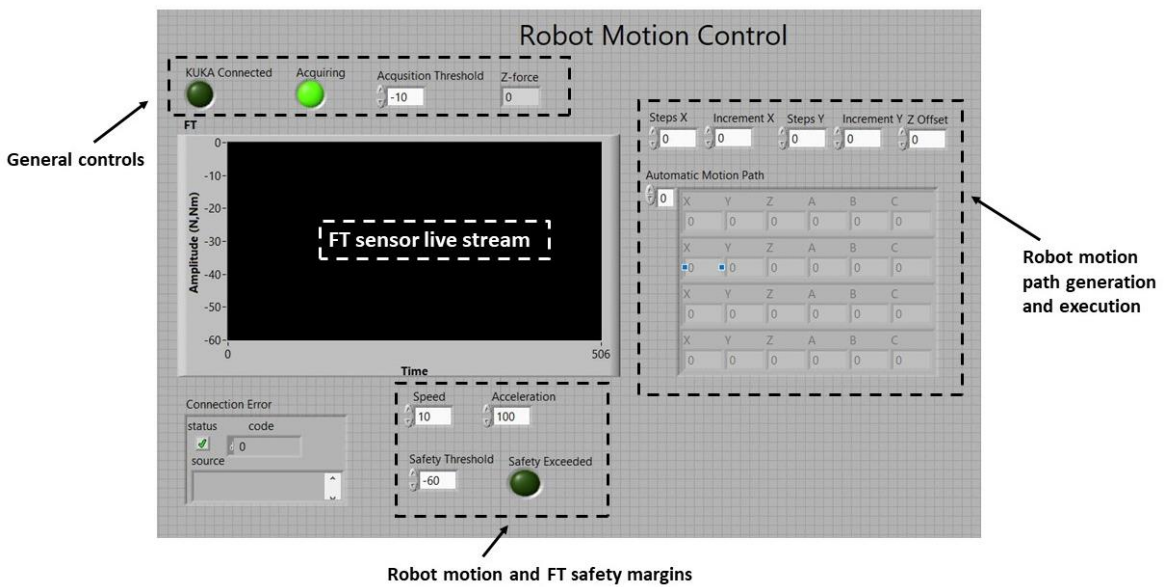 Robot Motion Control
KUKA Connected Acquiring Acqusition Threshold Z-force
-10 0
General controls
FT
0
-10
-20
-30
-40
-50
-60
Amplitude (N,Nm)
FT sensor live stream
0 506
Time
Steps X Increment X Steps Y Increment Y Z Offset
0 0 0 0 0
Automatic Motion Path
0
X Y Z A B C
0 0 0 0 0 0
X Y Z A B C
0 0 0 0 0 0
X Y Z A B C
0 0 0 0 0 0
X Y Z A B C
0 0 0 0 0 0
Robot motion
path generation
and execution
Connection Error
status code
0
source
Speed Acceleration
10 100
Safety Threshold Safety Exceeded
-60
Robot motion and FT safety margins